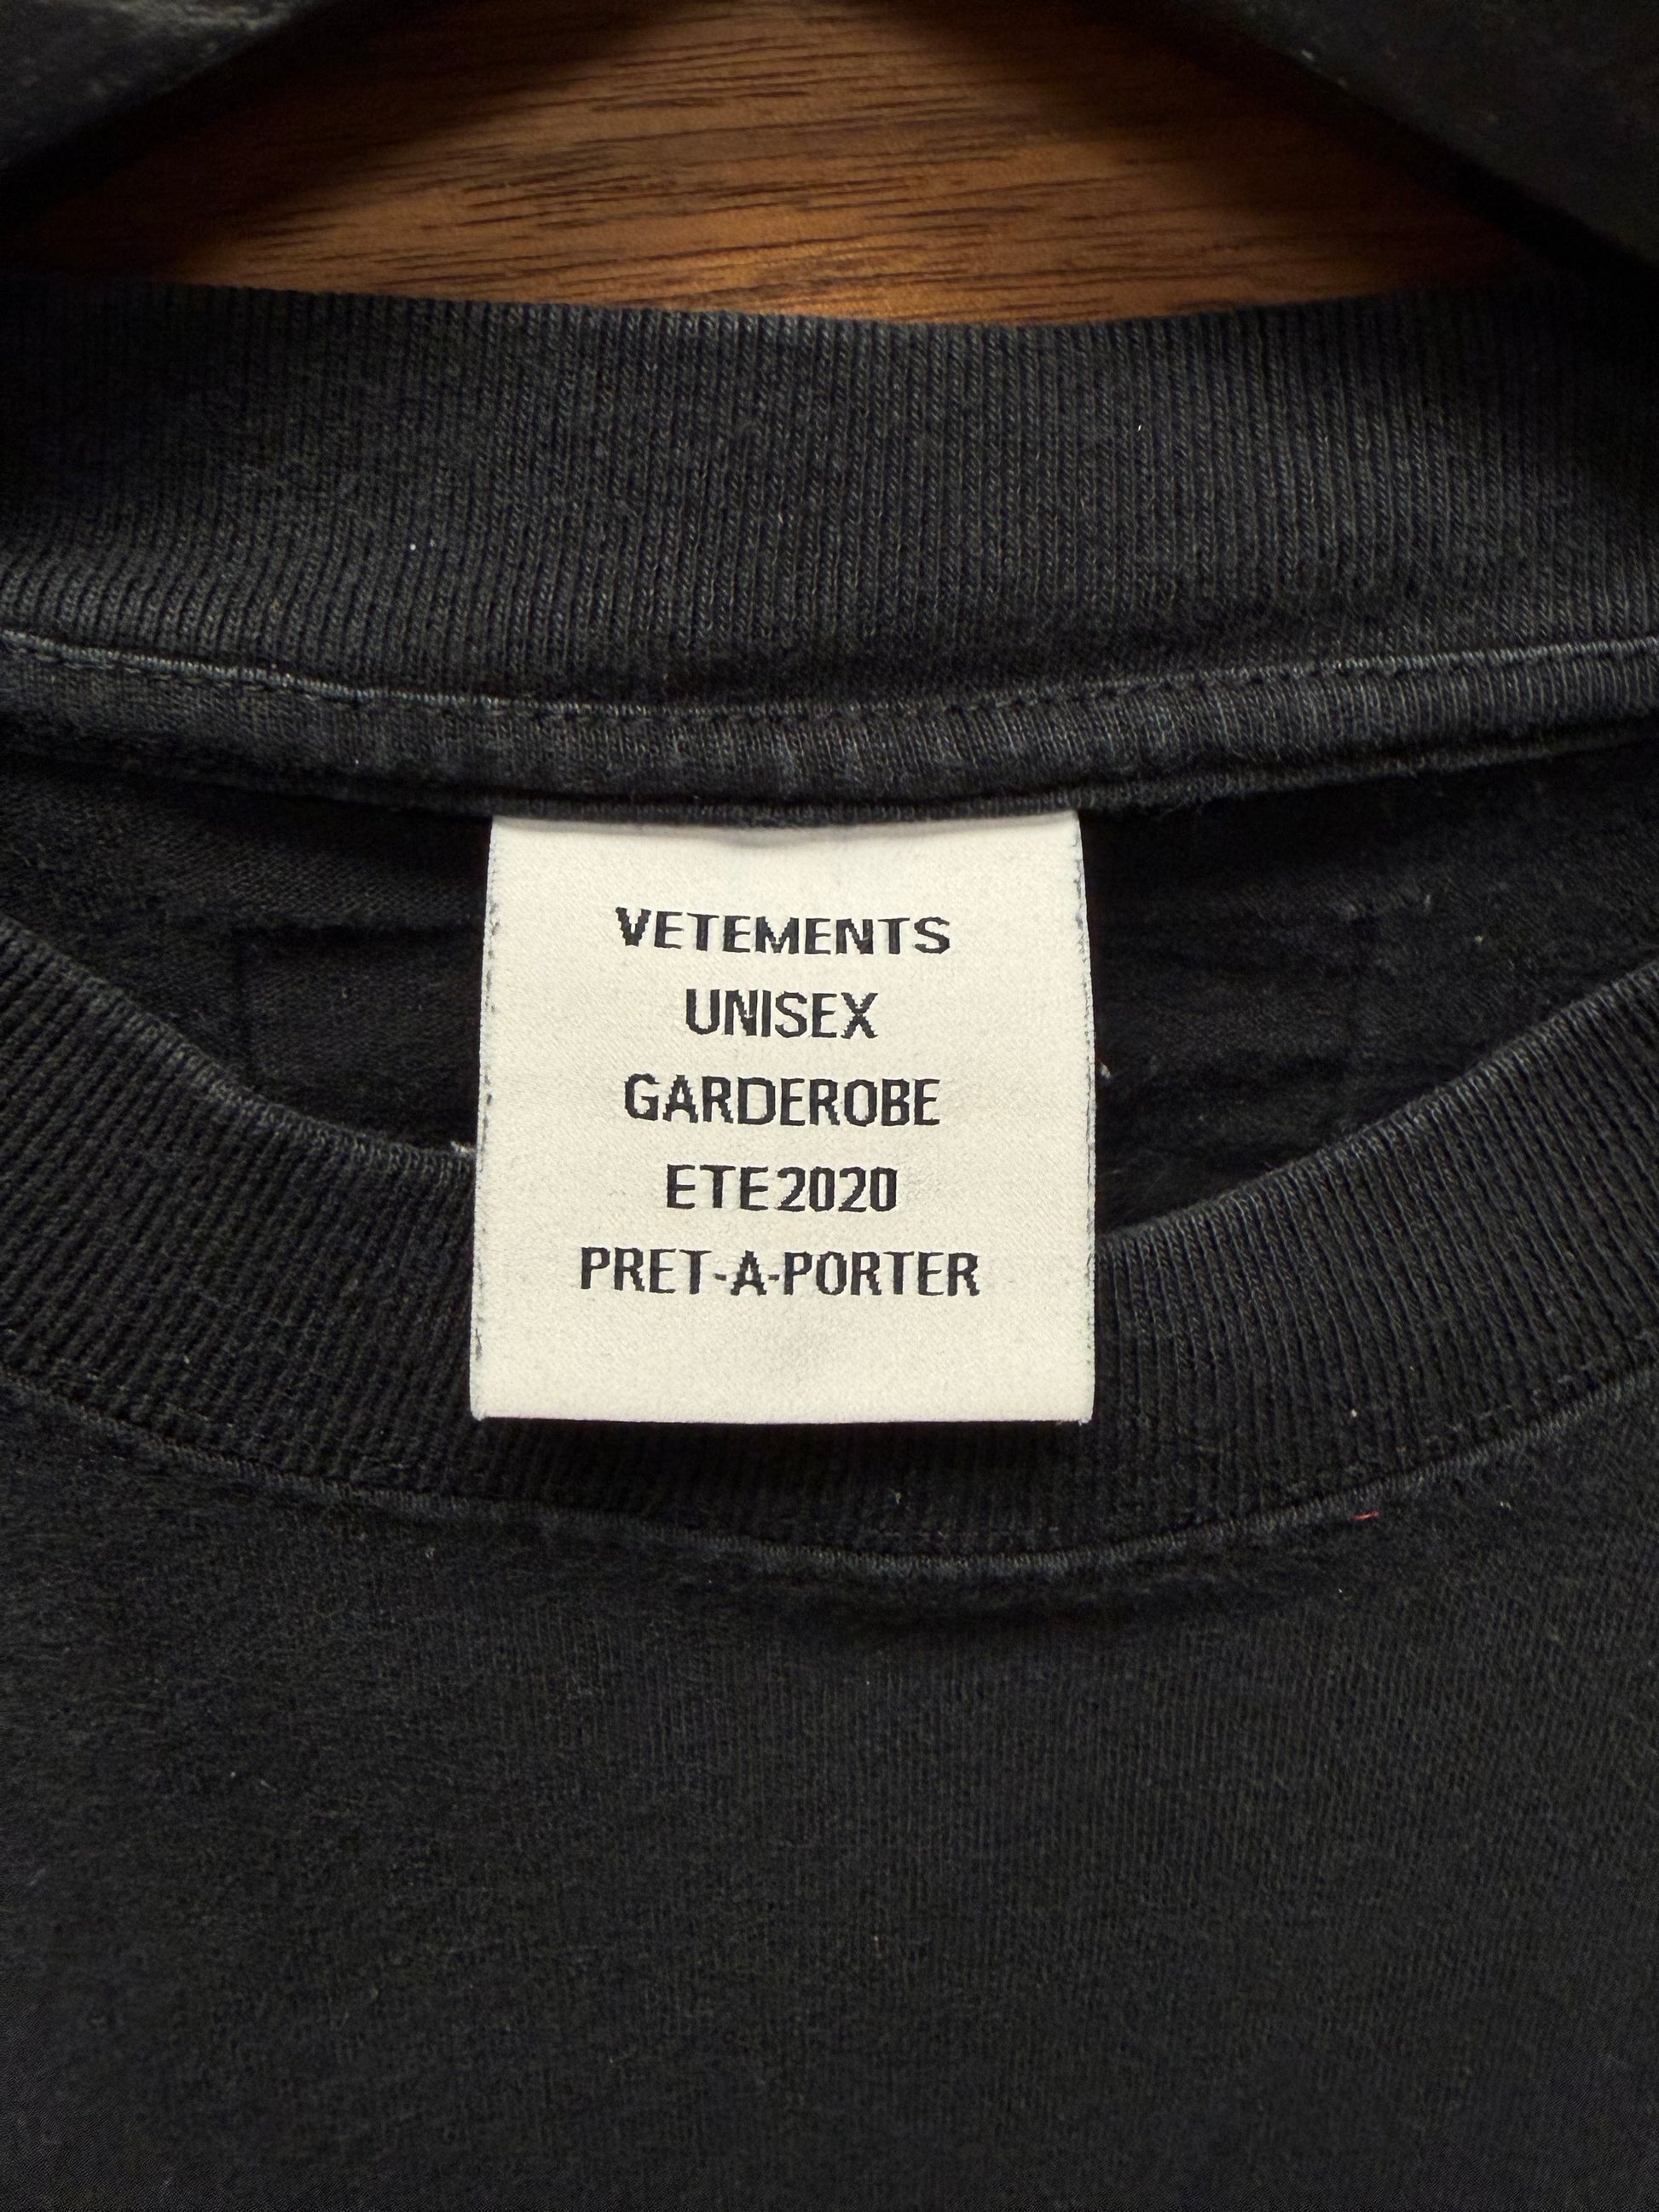 VETEMENTS
UNISEX
GARDEROBE
ETE2020
PRET-A-PORTER